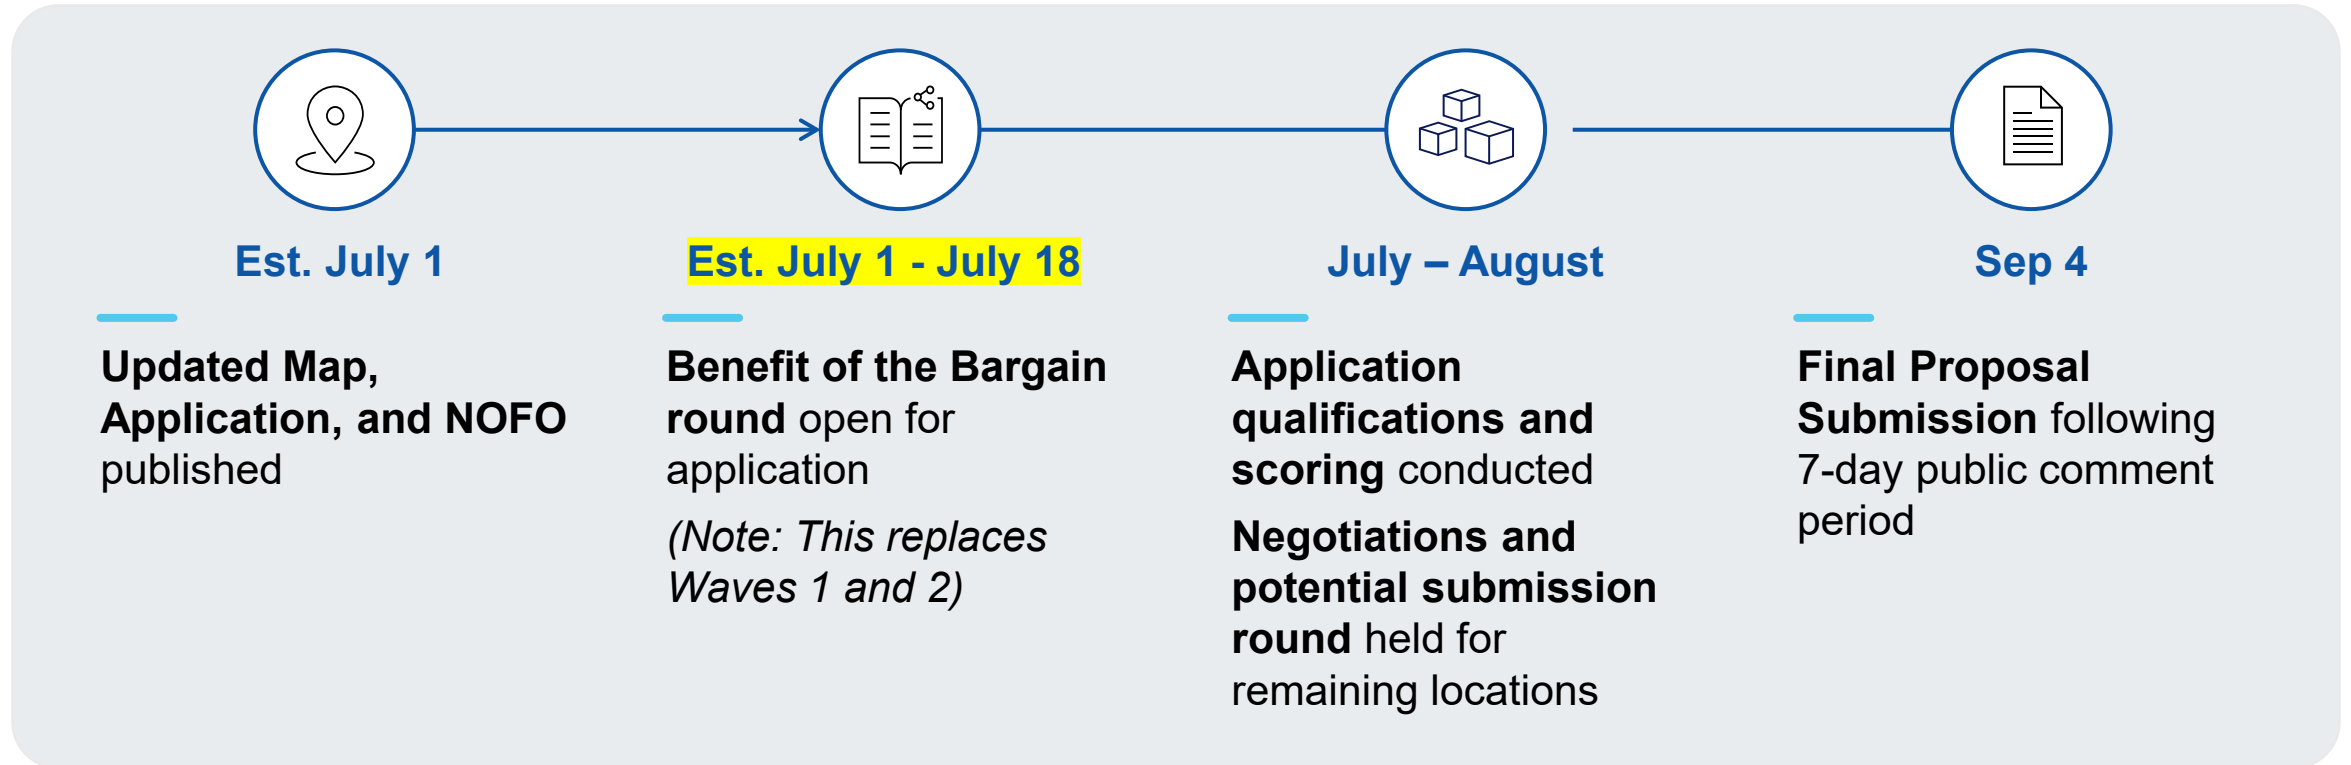 Est. July 1
Updated Map,
Application, and NOFO
published
Est. July 1 - July 18
Benefit of the Bargain
round open for
application
(Note: This replaces
Waves 1 and 2)
July – August
Application
qualifications and
scoring conducted
Negotiations and
potential submission
round held for
remaining locations
Sep 4
Final Proposal
Submission following
7-day public comment
period